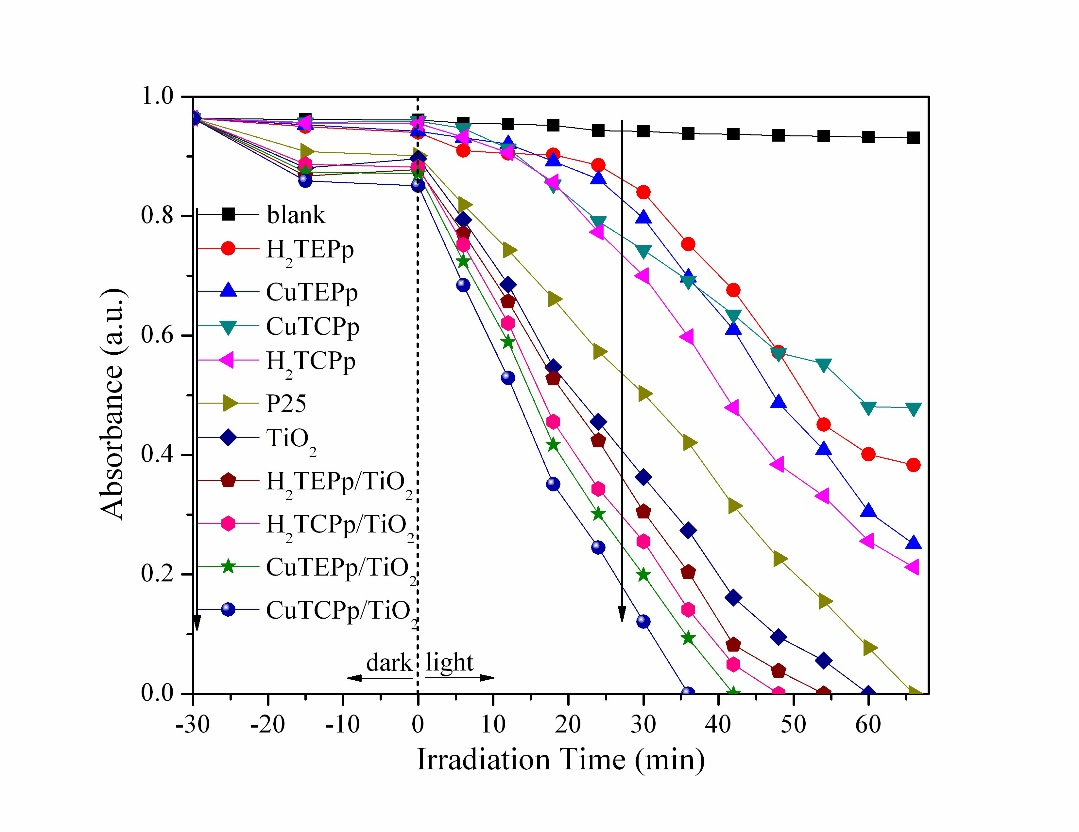 1.0
0.8
0.6
0.4
0.2
0.0
Absorbance (a.u.)
blank
H₂TEPp
CuTEPp
CuTCPp
H₂TCPp
P25
TiO₂
H₂TEPp/TiO₂
H₂TCPp/TiO₂
CuTEPp/TiO₂
CuTCPp/TiO₂
dark light
-30 -20 -10 0 10 20 30 40 50 60
Irradiation Time (min)